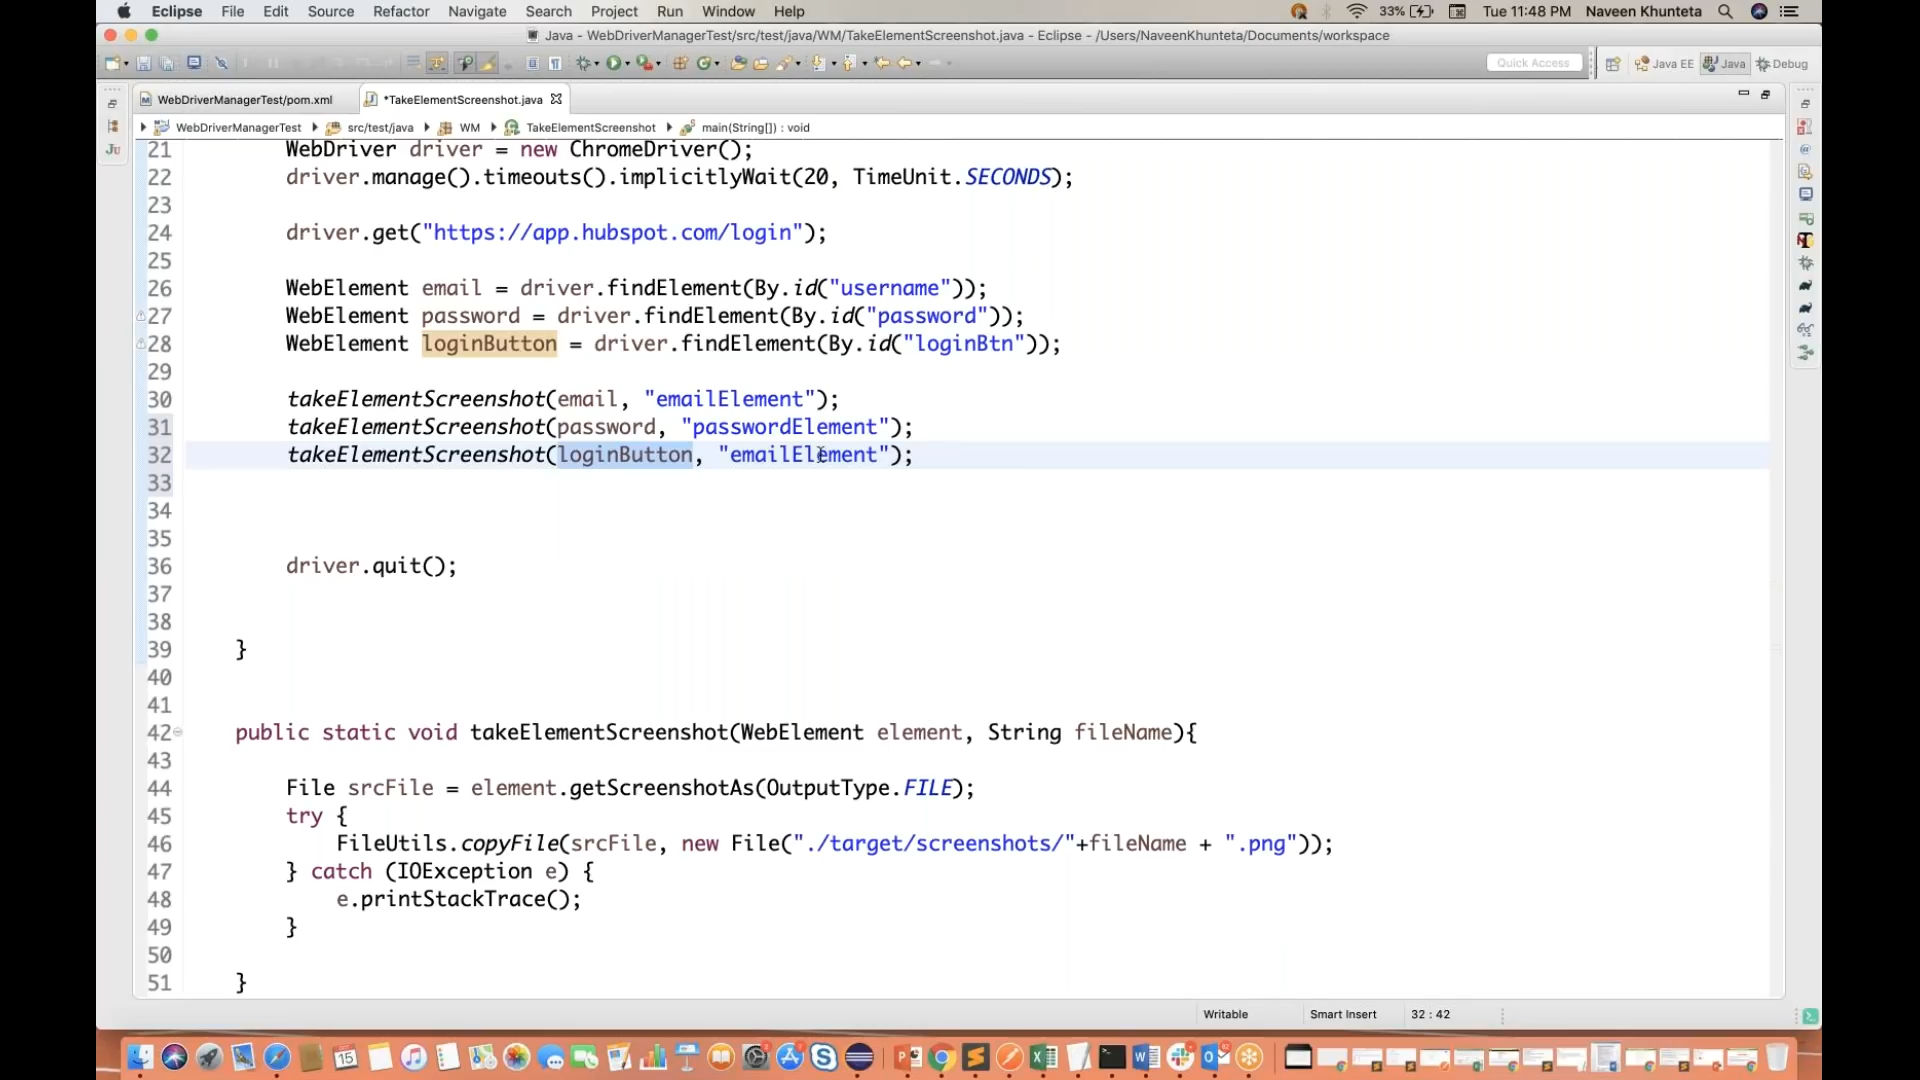 Eclipse File Edit Source Refactor Navigate Search Project Run Window Help 33% Tue 11:48 PM Naveen Khunteta
Java - WebDriverManagerTest/src/test/java/WM/TakeElementScreenshot.java - Eclipse - /Users/NaveenKhunteta/Documents/workspace
Quick Access Java EE Java Debug
WebDriverManagerTest/pom.xml *TakeElementScreenshot.java
WebDriverManagerTest src/test/java WM TakeElementScreenshot main(String[]) : void
21 WebDriver driver = new ChromeDriver();
22 driver.manage().timeouts().implicitlyWait(20, TimeUnit.SECONDS);
23
24 driver.get("https://app.hubspot.com/login");
25
26 WebElement email = driver.findElement(By.id("username"));
27 WebElement password = driver.findElement(By.id("password"));
28 WebElement loginButton = driver.findElement(By.id("loginBtn"));
29
30 takeElementScreenshot(email, "emailElement");
31 takeElementScreenshot(password, "passwordElement");
32 takeElementScreenshot(loginButton, "emailElement");
33
34
35
36 driver.quit();
37
38
39 }
40
41
42 public static void takeElementScreenshot(WebElement element, String fileName){
43
44 File srcFile = element.getScreenshotAs(OutputType.FILE);
45 try {
46 FileUtils.copyFile(srcFile, new File("./target/screenshots/"+fileName + ".png"));
47 } catch (IOException e) {
48 e.printStackTrace();
49 }
50
51 }
Writable Smart Insert 32 : 42